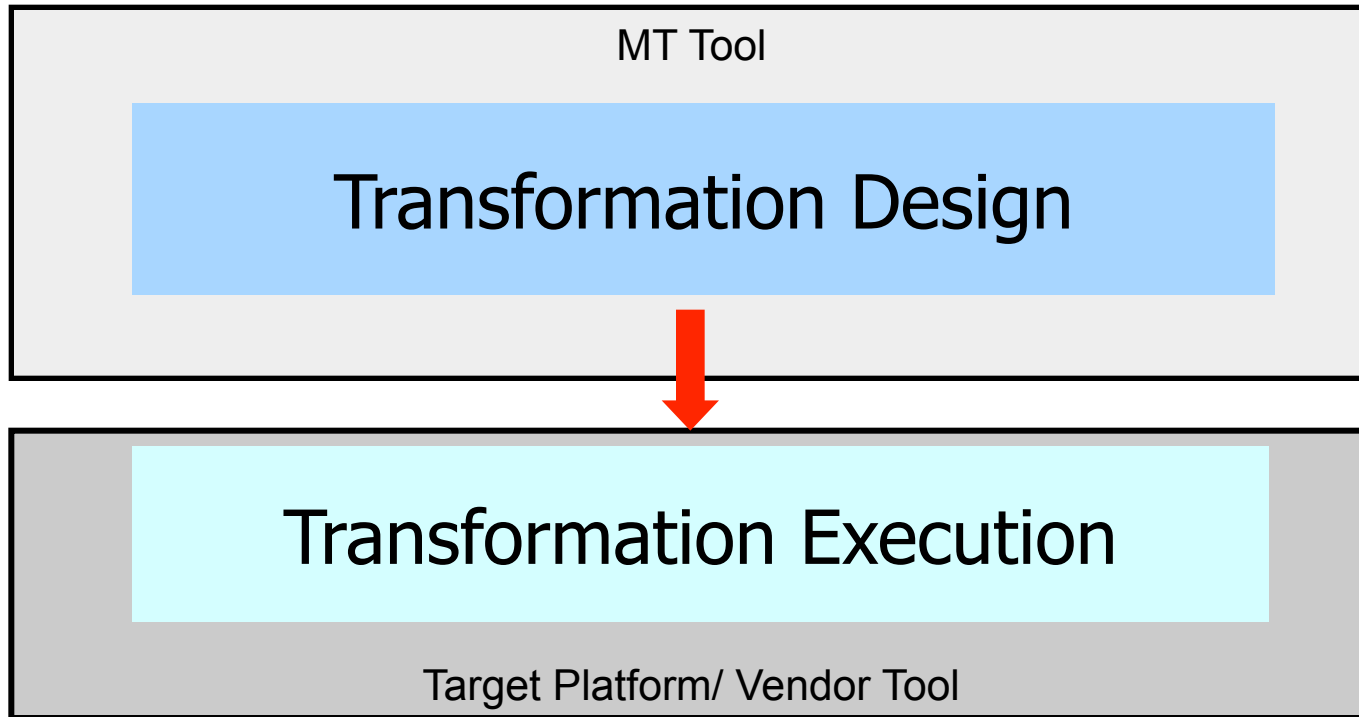 MT Tool
Transformation Design
Transformation Execution
Target Platform/ Vendor Tool